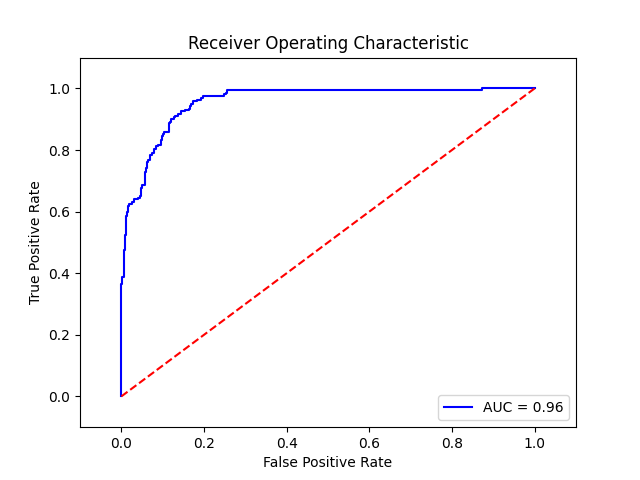 Receiver Operating Characteristic
True Positive Rate
1.0
0.8
0.6
0.4
0.2
0.0
0.0 0.2 0.4 0.6 0.8 1.0
False Positive Rate
AUC = 0.96